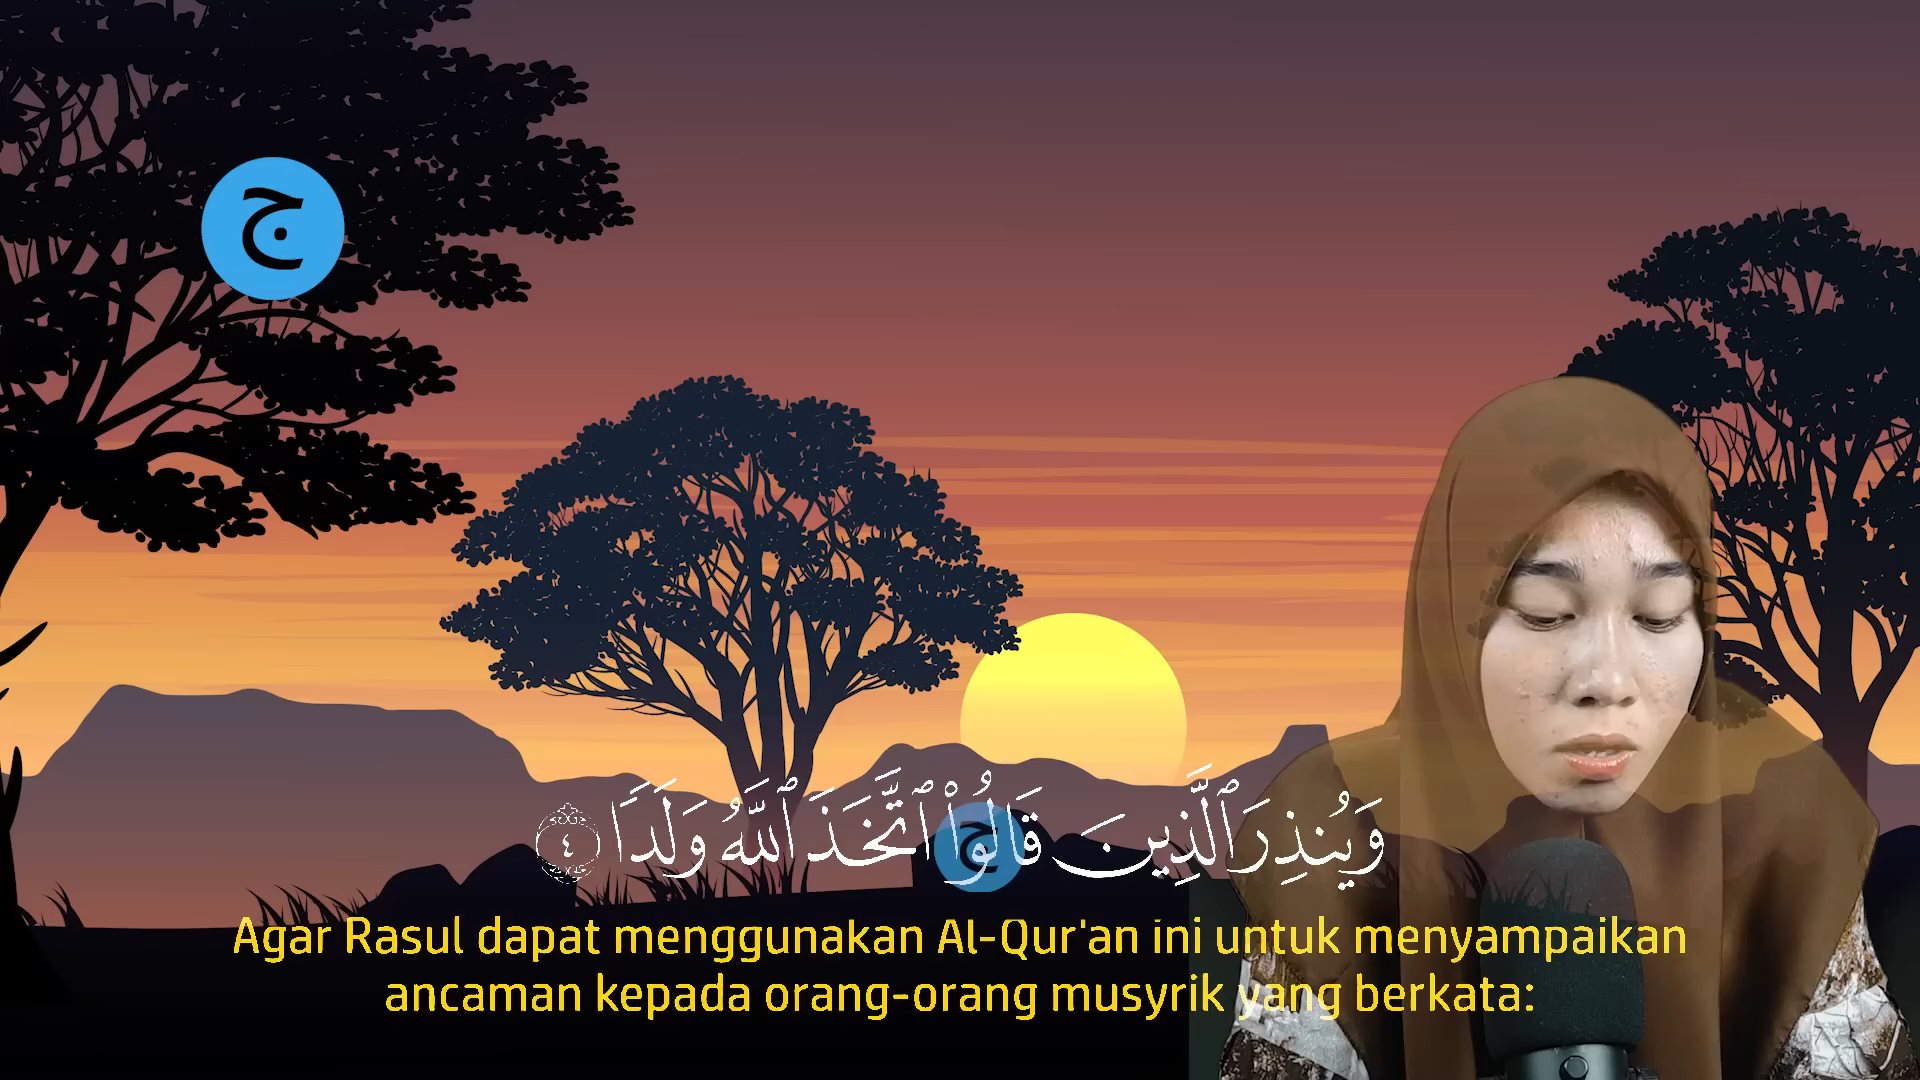 ج
وَيُنذِرَ ٱلَّذِينَ قَالُوا۟ ٱتَّخَذَ ٱللَّهُ وَلَدًا ٤
ج
Agar Rasul dapat menggunakan Al-Qur'an ini untuk menyampaikan
ancaman kepada orang-orang musyrik yang berkata: